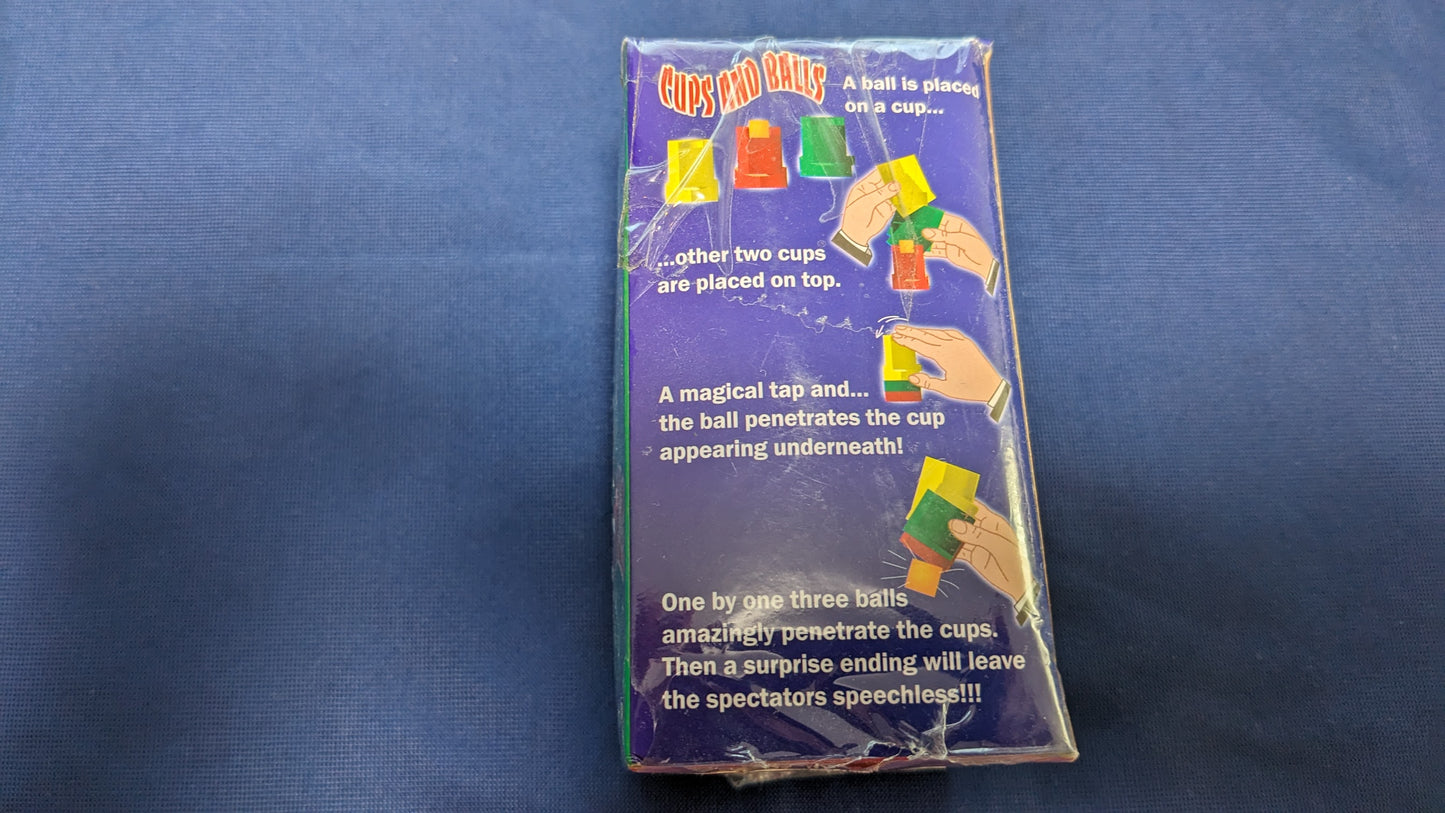 CUPS AND BALLS
A ball is placed
on a cup...
...other two cups
are placed on top.
A magical tap and...
the ball penetrates the cup
appearing underneath!
One by one three balls
amazingly penetrate the cups.
Then a surprise ending will leave
the spectators speechless!!!